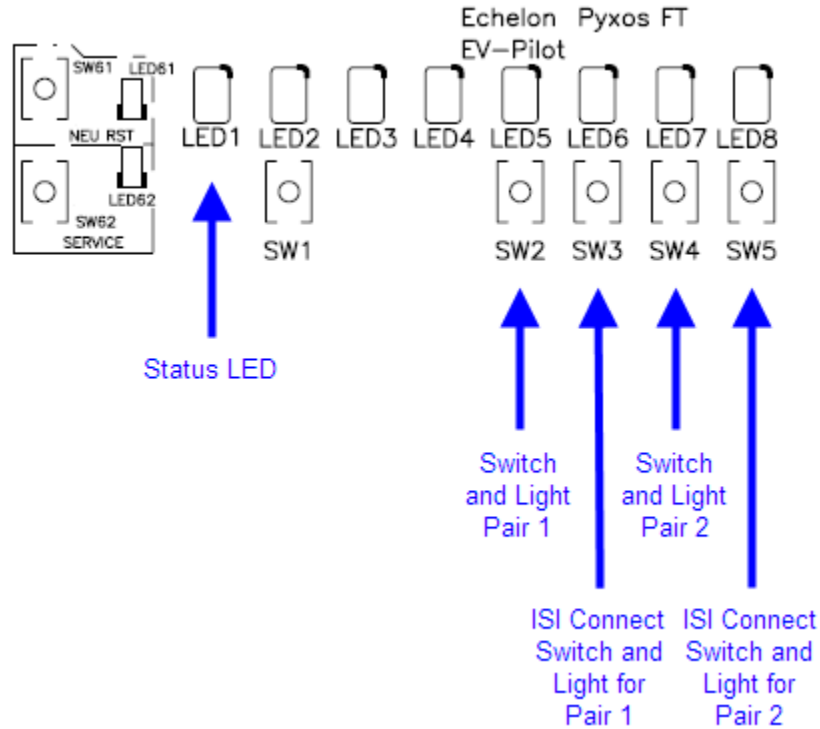 Echelon Pyxos FT
EV-Pilot
SW61 LED61
NEU RST
LED1 LED2 LED3 LED4 LED5 LED6 LED7 LED8
LED62
SW62
SERVICE
SW1 SW2 SW3 SW4 SW5
Status LED
Switch
and Light
Pair 1
Switch
and Light
Pair 2
ISI Connect
Switch and
Light for
Pair 1
ISI Connect
Switch and
Light for
Pair 2